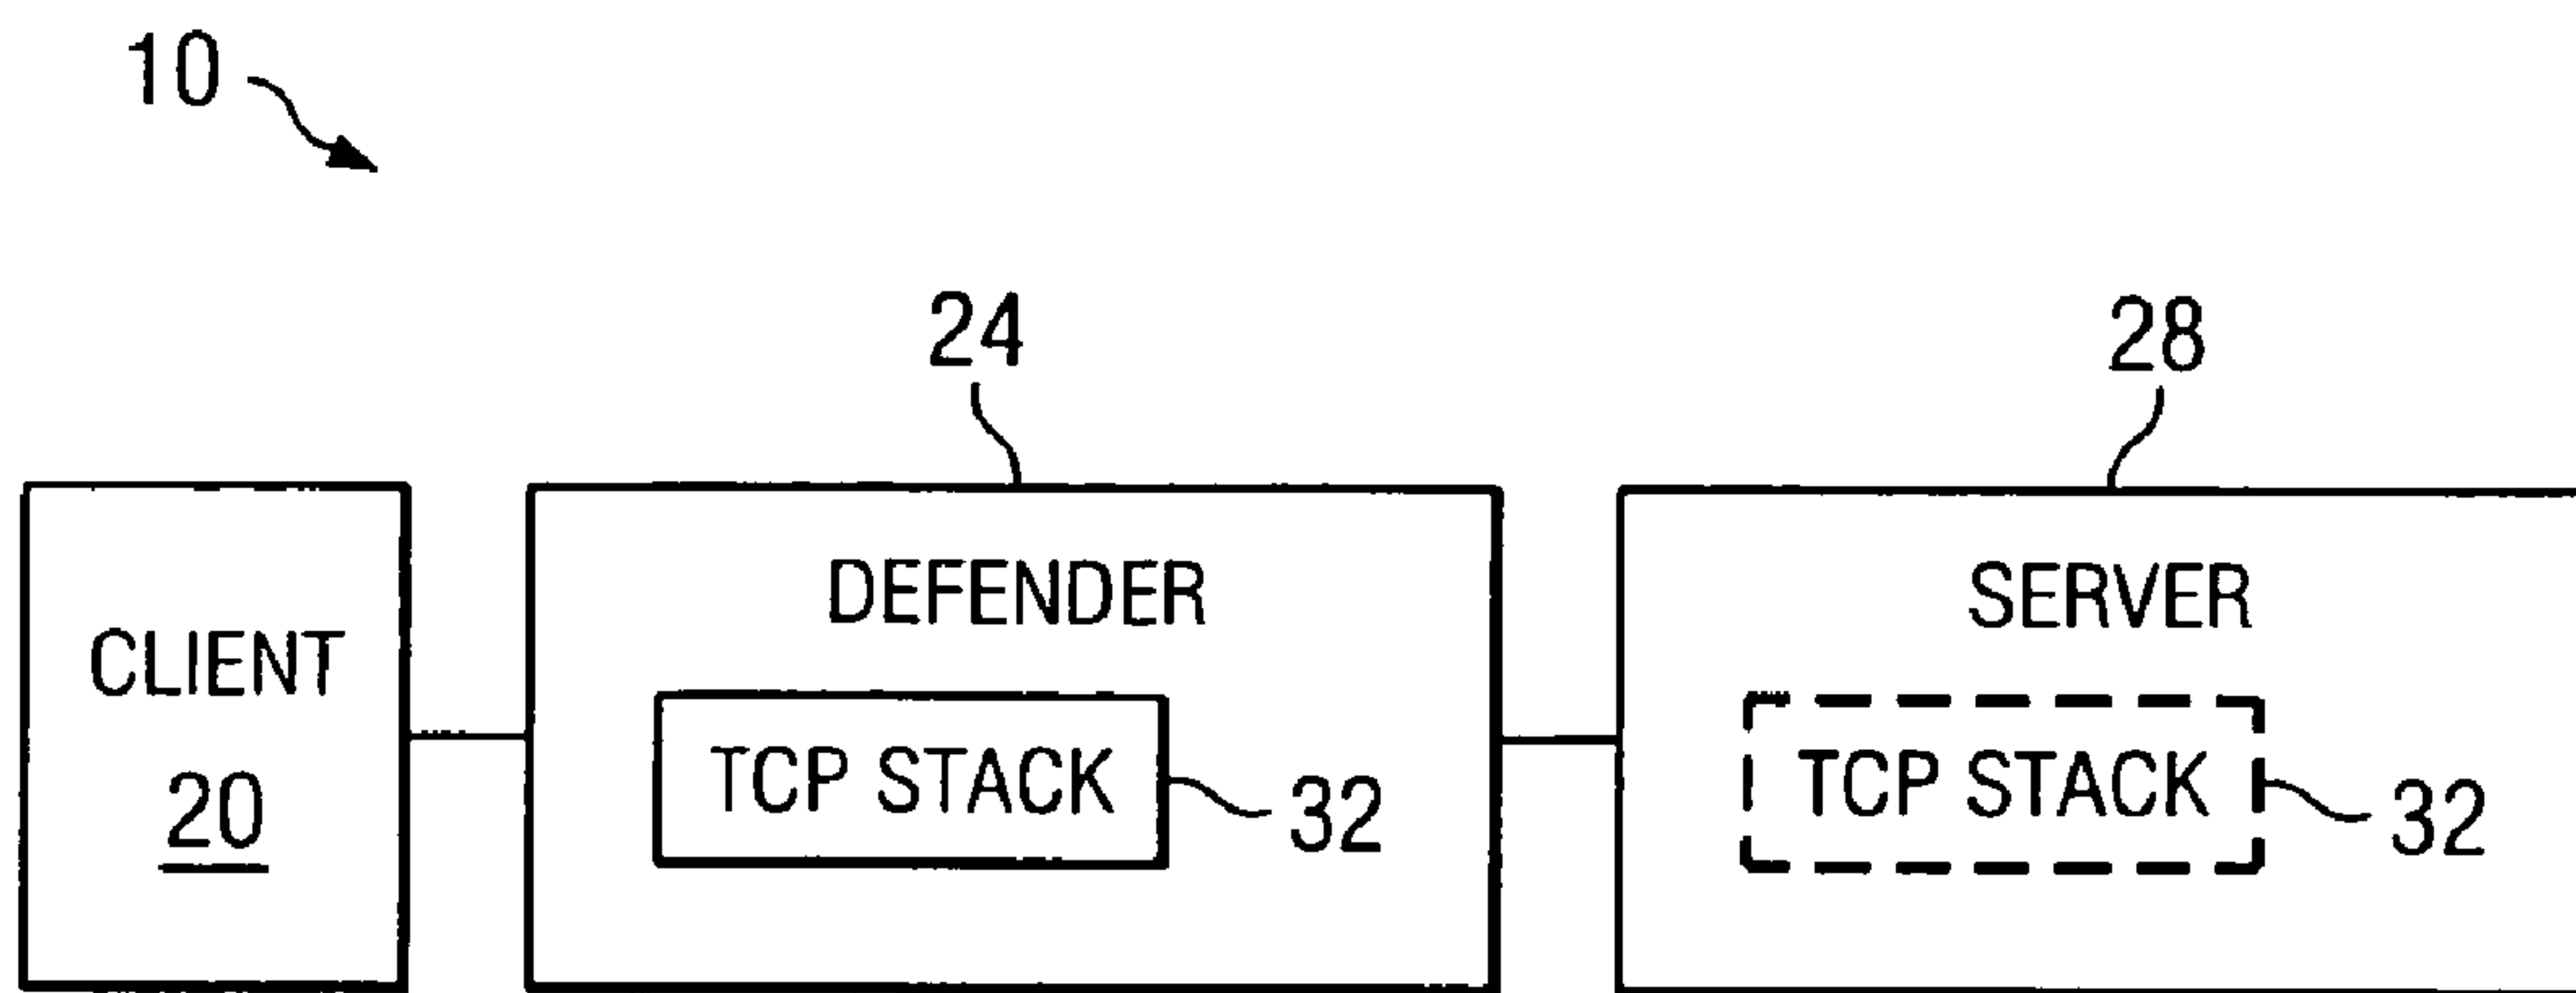 10
24
28
DEFENDER
SERVER
CLIENT
20
TCP STACK
32
TCP STACK
32